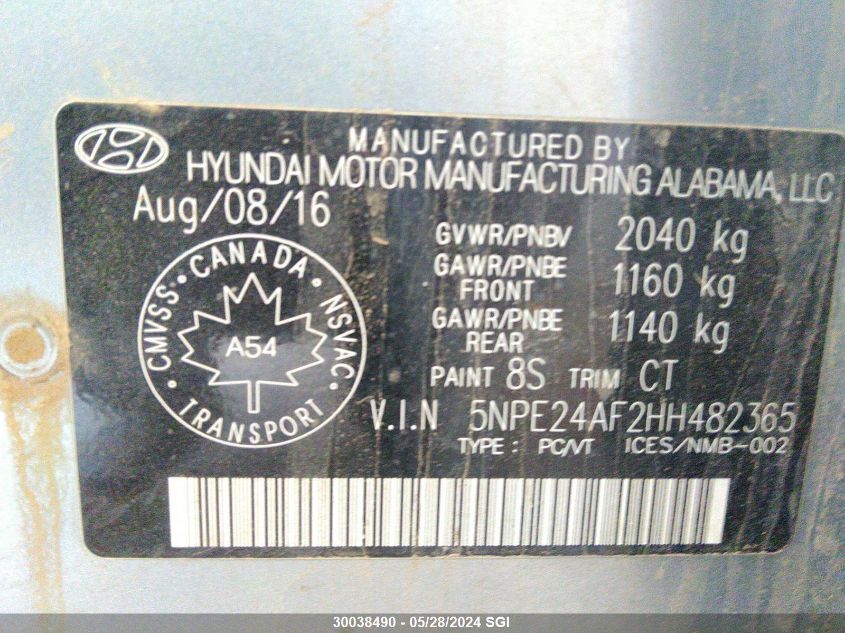 MANUFACTURED BY
HYUNDAI MOTOR MANUFACTURING ALABAMA, LLC
Aug/08/16
GVWR/PNBV 2040 kg
GAWR/PNBE FRONT 1160 kg
GAWR/PNBE REAR 1140 kg
CMVSS • CANADA • NSVAC • TRANSPORT •
A54
PAINT 8S TRIM CT
V.I.N 5NPE24AF2HH482365
TYPE : PC/VT ICES/NMB-002
30038490 - 05/28/2024 SGI